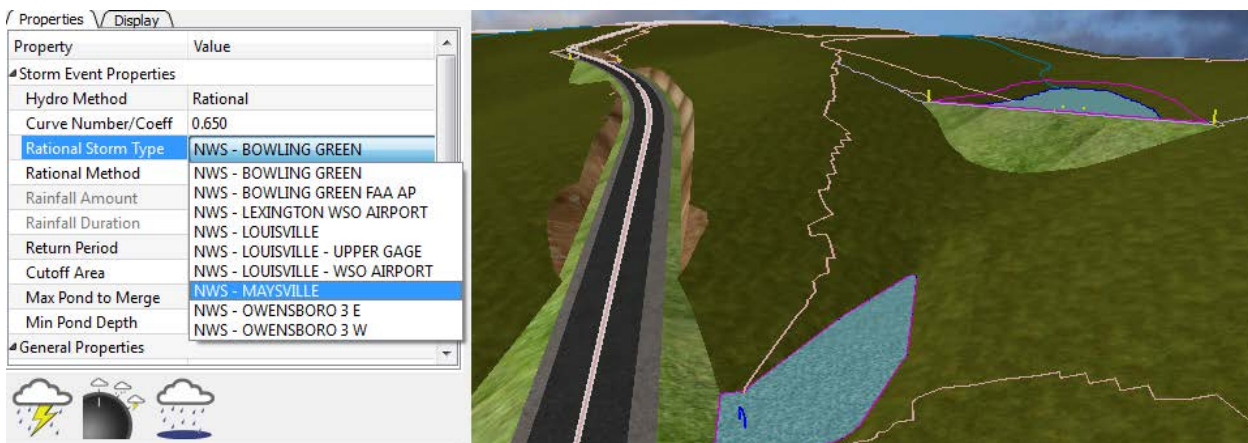 Properties Display
Property Value
Storm Event Properties
Hydro Method Rational
Curve Number/Coeff 0.650
Rational Storm Type NWS - BOWLING GREEN
Rational Method NWS - BOWLING GREEN
Rainfall Amount NWS - BOWLING GREEN FAA AP
Rainfall Duration NWS - LEXINGTON WSO AIRPORT
Return Period NWS - LOUISVILLE
Cutoff Area NWS - LOUISVILLE - UPPER GAGE
Max Pond to Merge NWS - LOUISVILLE - WSO AIRPORT
Min Pond Depth NWS - MAYSVILLE
General Properties NWS - OWENSBORO 3 E
NWS - OWENSBORO 3 W